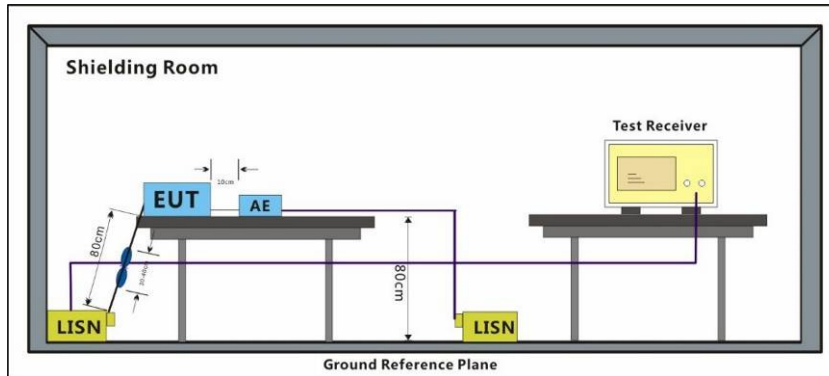 Shielding Room
Test Receiver
10cm
EUT
AE
80cm
80cm
LISN
LISN
Ground Reference Plane